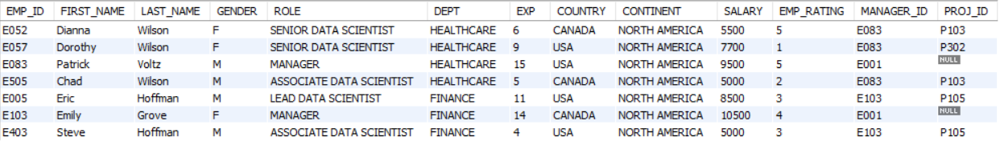 EMP_ID FIRST_NAME LAST_NAME GENDER ROLE DEPT EXP COUNTRY CONTINENT SALARY EMP_RATING MANAGER_ID PROJ_ID
E052 Dianna Wilson F SENIOR DATA SCIENTIST HEALTHCARE 6 CANADA NORTH AMERICA 5500 5 E083 P103
E057 Dorothy Wilson F SENIOR DATA SCIENTIST HEALTHCARE 9 USA NORTH AMERICA 7700 1 E083 P302
E083 Patrick Voltz M MANAGER HEALTHCARE 15 USA NORTH AMERICA 9500 5 E001 NULL
E505 Chad Wilson M ASSOCIATE DATA SCIENTIST HEALTHCARE 5 CANADA NORTH AMERICA 5000 2 E083 P103
E005 Eric Hoffman M LEAD DATA SCIENTIST FINANCE 11 USA NORTH AMERICA 8500 3 E103 P105
E103 Emily Grove F MANAGER FINANCE 14 CANADA NORTH AMERICA 10500 4 E001 NULL
E403 Steve Hoffman M ASSOCIATE DATA SCIENTIST FINANCE 4 USA NORTH AMERICA 5000 3 E103 P105